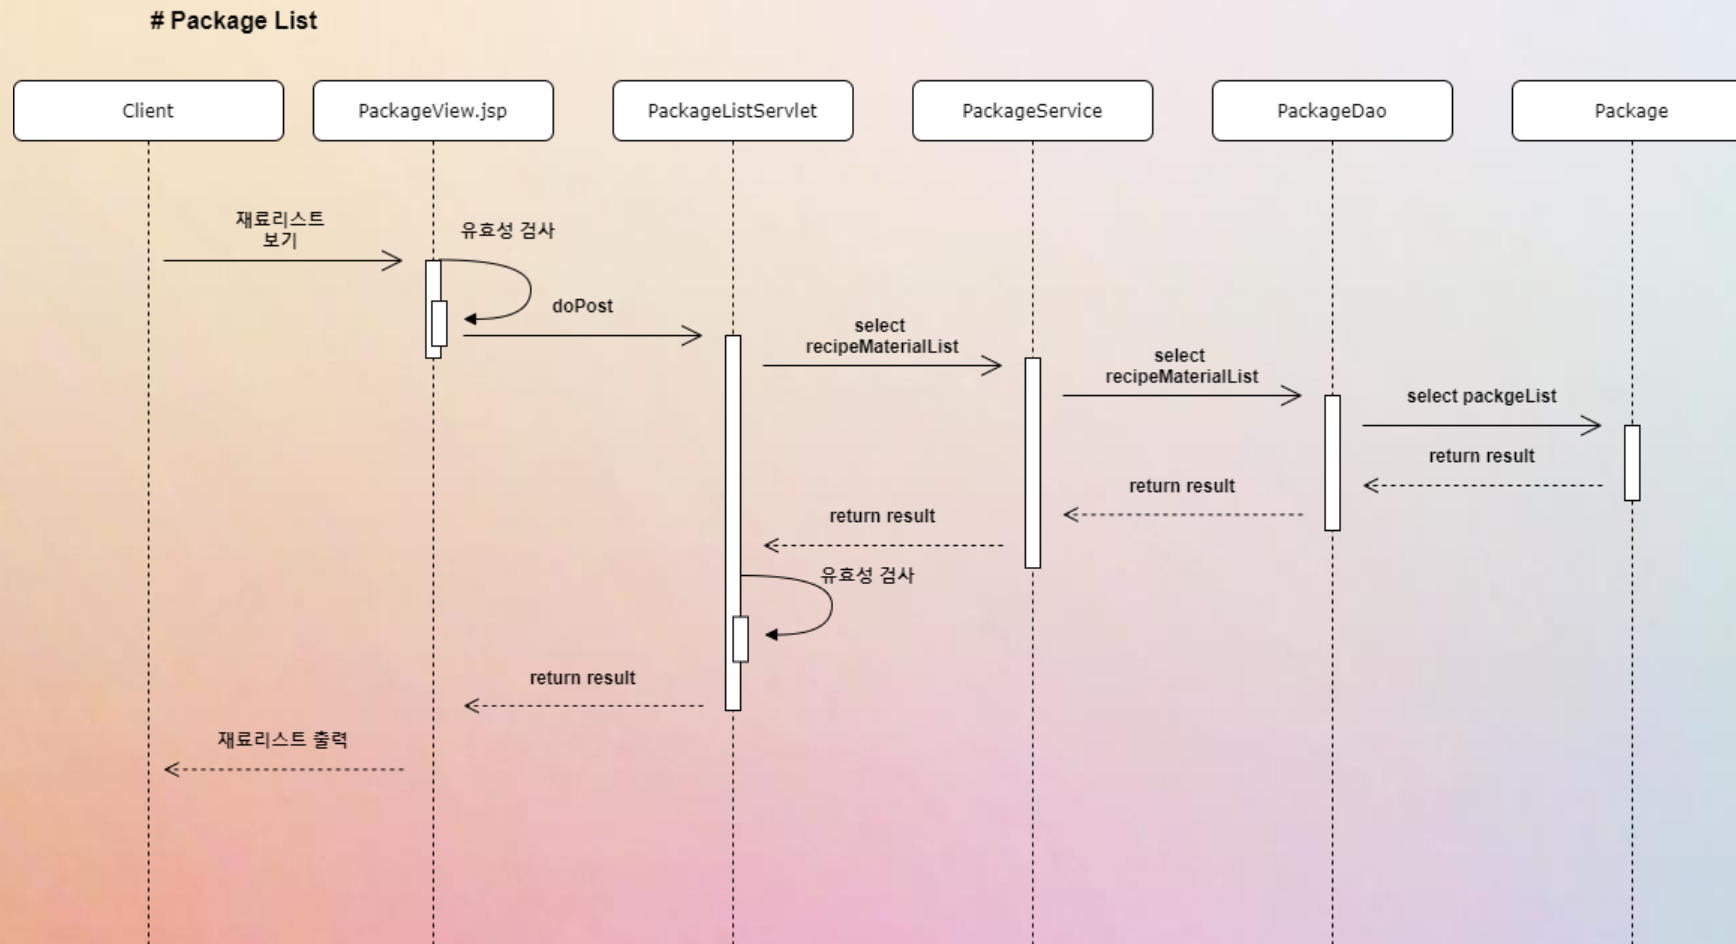 # Package List
Client
PackageView.jsp
PackageListServlet
PackageService
PackageDao
Package
재료리스트
보기
유효성 검사
doPost
select
recipeMaterialList
select
recipeMaterialList
select packgeList
return result
return result
return result
유효성 검사
return result
재료리스트 출력